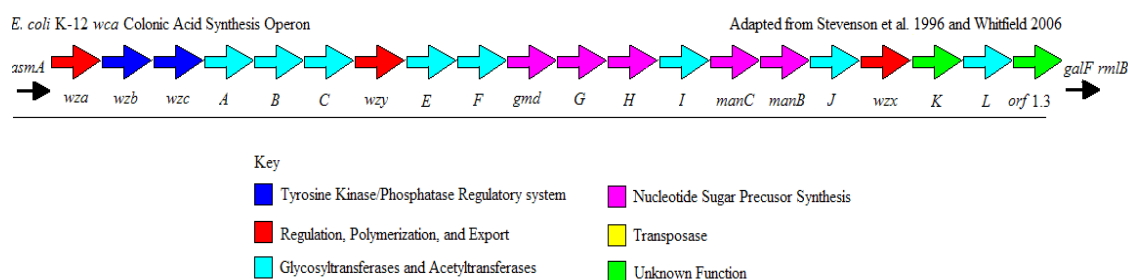 E. coli K-12 wca Colonic Acid Synthesis Operon Adapted from Stevenson et al. 1996 and Whitfield 2006
asmA galF rmlB
wza wzb wzc A B C wzy E F gmd G H I manC manB J wzx K L orf 1.3
Key
Tyrosine Kinase/Phosphatase Regulatory system Nucleotide Sugar Precusor Synthesis
Regulation, Polymerization, and Export Transposase
Glycosyltransferases and Acetyltransferases Unknown Function